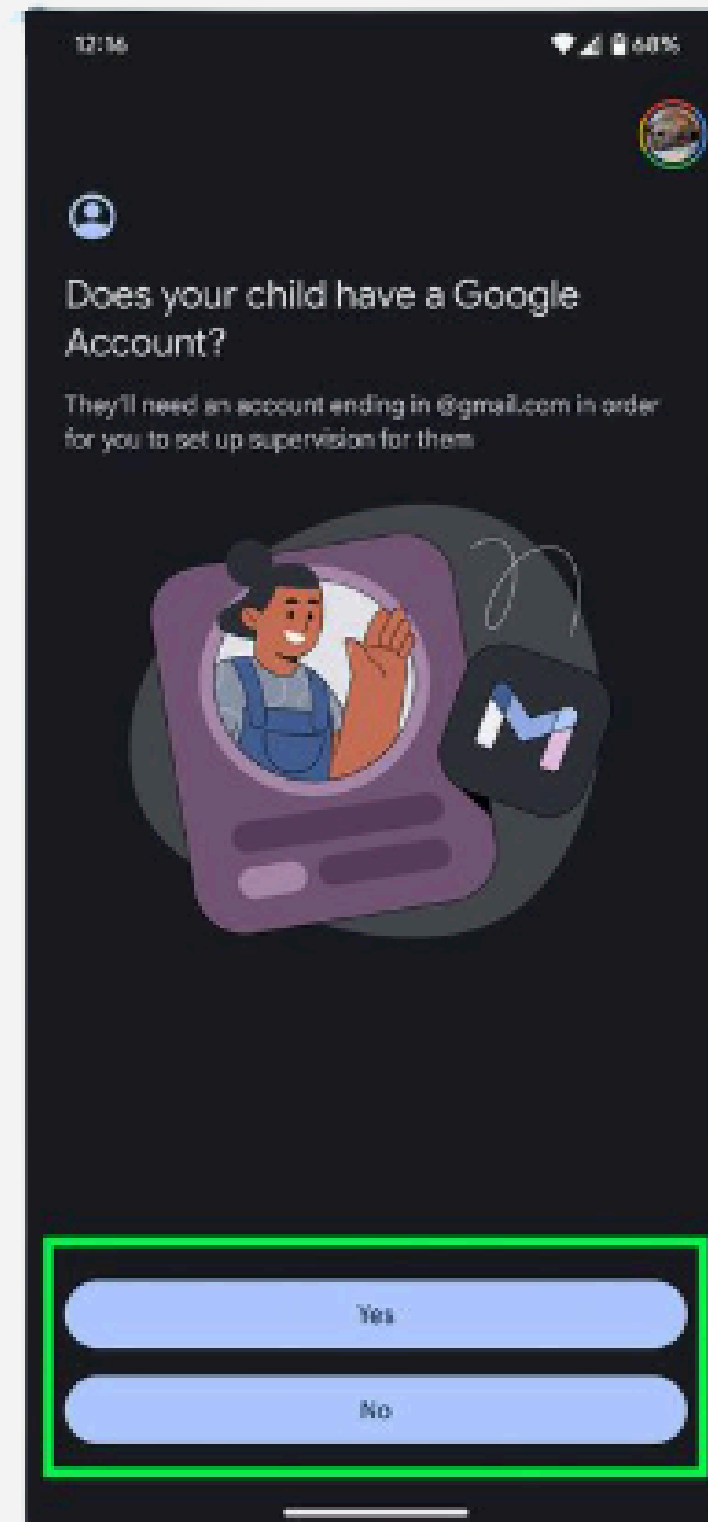 12:16
68%
Does your child have a Google
Account?
They'll need an account ending in @gmail.com in order
for you to set up supervision for them
Yes
No